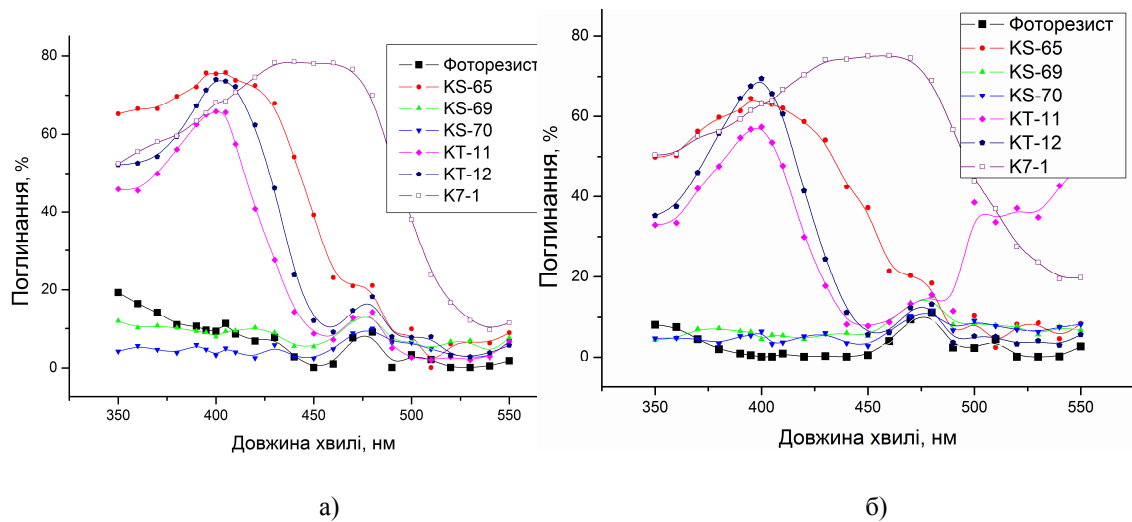 80
60
40
20
0
Поглинання, %
350
400
450
500
550
Довжина хвилі, нм
Фоторезист
KS-65
KS-69
KS-70
KT-11
KT-12
K7-1
а)
80
60
40
20
0
Поглинання, %
350
400
450
500
550
Довжина хвилі, нм
Фоторезист
KS-65
KS-69
KS-70
KT-11
KT-12
K7-1
б)